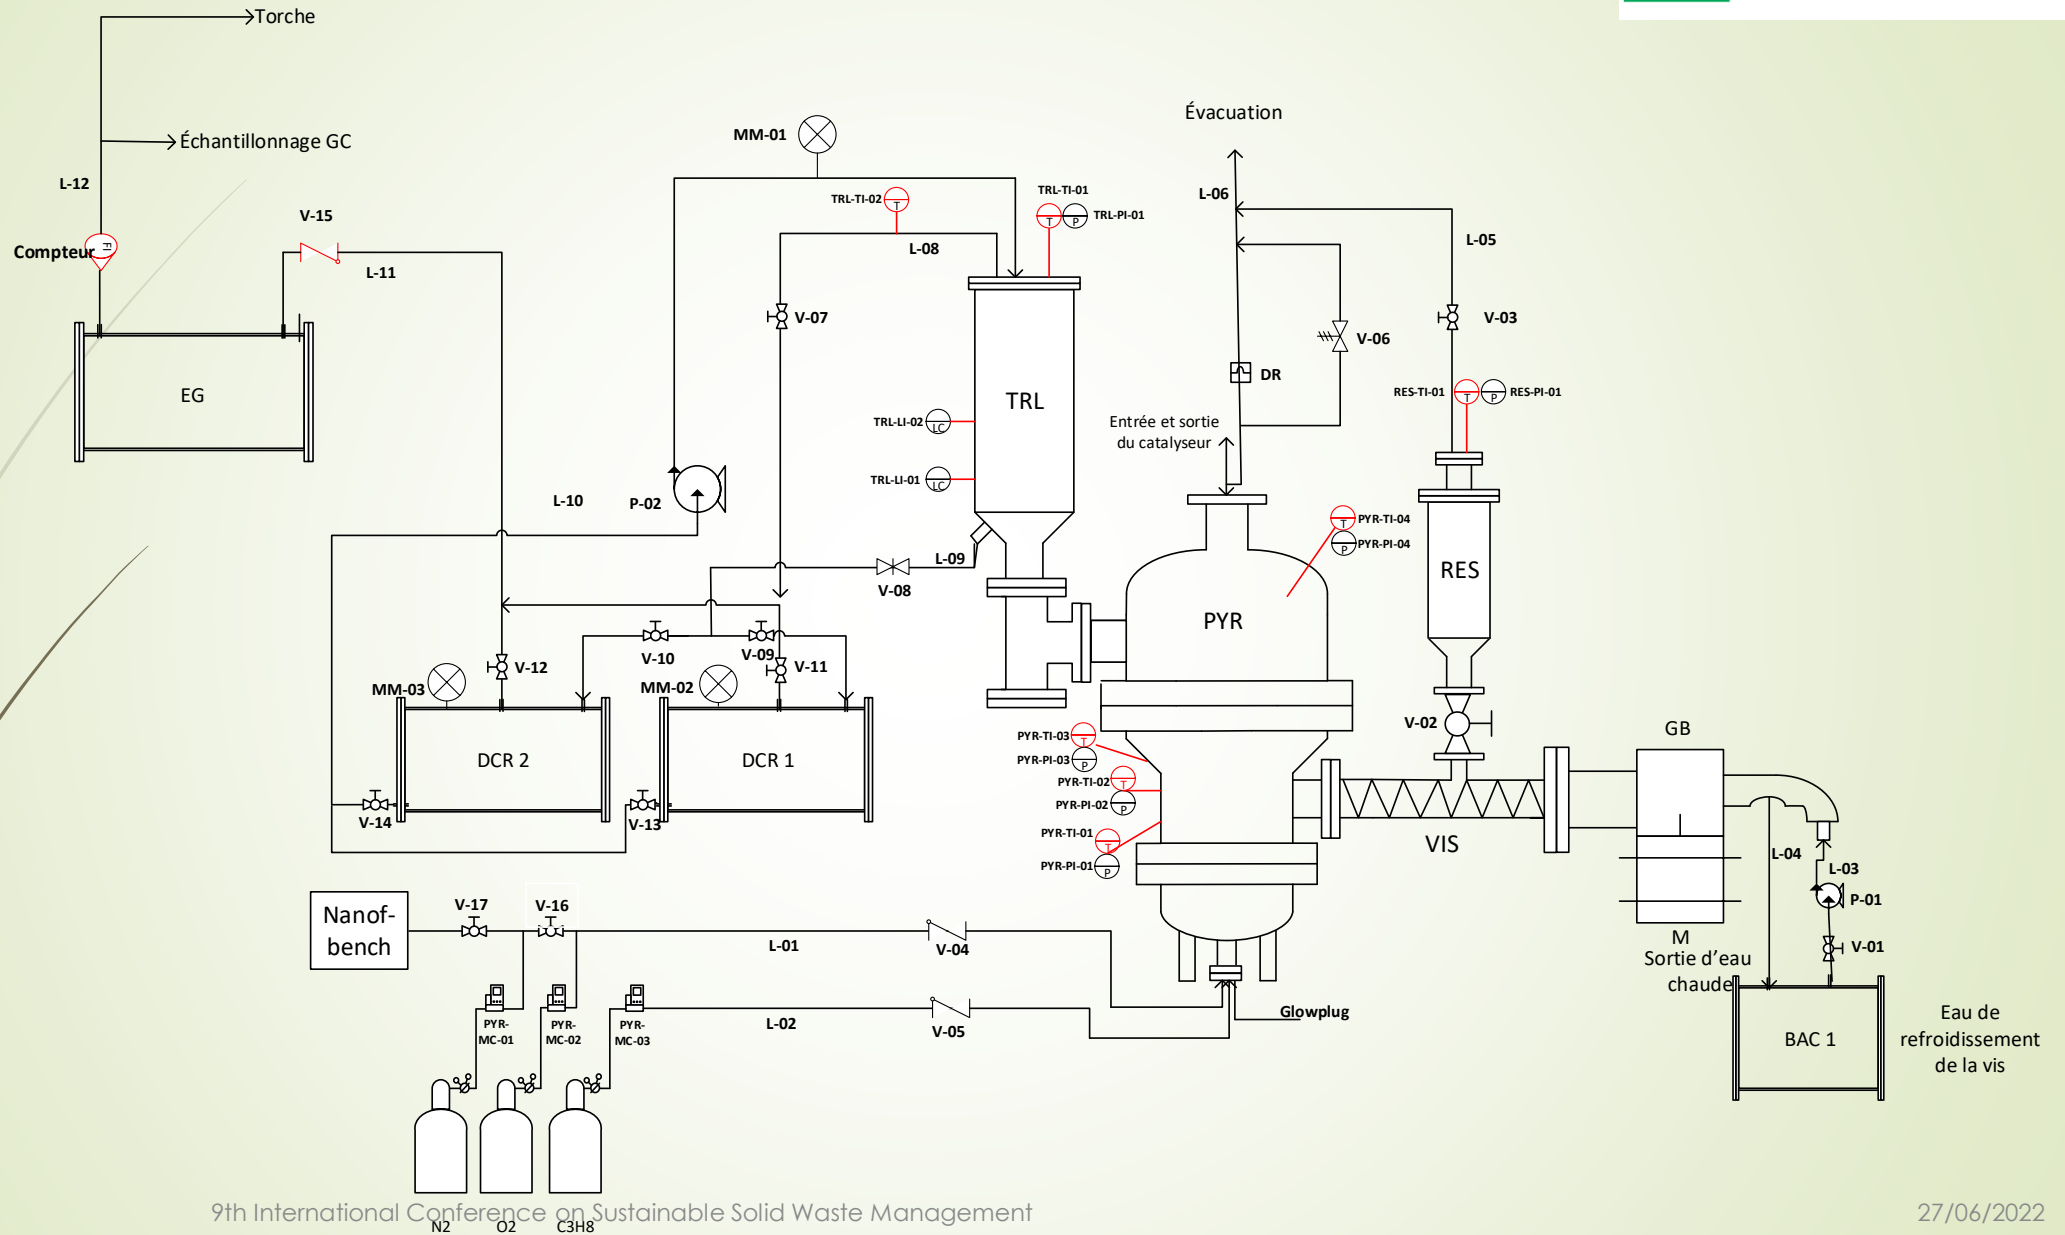 Torche
Échantillonnage GC
L-12
V-15
Compteur
FI
L-11
EG
MM-01
TRL-TI-02
T
L-08
TRL-TI-01
T
P
TRL-PI-01
V-07
TRL
TRL-LI-02
LC
TRL-LI-01
LC
L-10
P-02
L-09
V-08
Évacuation
L-06
L-05
V-03
V-06
DR
RES-TI-01
T
P
RES-PI-01
Entrée et sortie
du catalyseur
PYR-TI-04
T
PYR-PI-04
P
RES
PYR
V-10
V-09
V-11
V-12
MM-03
MM-02
DCR 2
DCR 1
V-14
V-13
PYR-TI-03
T
PYR-PI-03
P
PYR-TI-02
T
PYR-PI-02
P
PYR-TI-01
T
PYR-PI-01
P
V-02
VIS
GB
M
L-04
L-03
P-01
V-01
Sortie d'eau
chaude
BAC 1
Eau de
refroidissement
de la vis
Nanof-
bench
V-17
V-16
L-01
V-04
PYR-
MC-01
PYR-
MC-02
PYR-
MC-03
L-02
V-05
Glowplug
9th International Conference on Sustainable Solid Waste Management
27/06/2022
N2
O2
C3H8